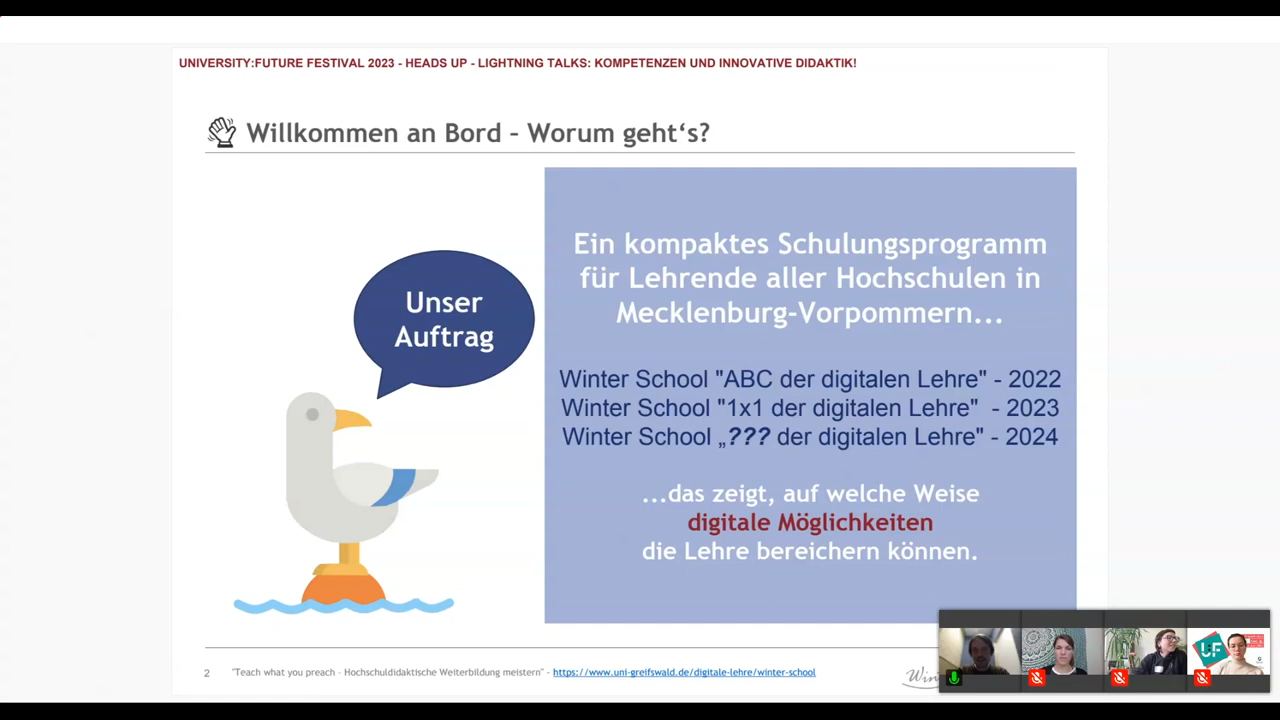 UNIVERSITY:FUTURE FESTIVAL 2023 - HEADS UP - LIGHTNING TALKS: KOMPETENZEN UND INNOVATIVE DIDAKTIK!
Willkommen an Bord – Worum geht‘s?
Unser
Auftrag
Ein kompaktes Schulungsprogramm
für Lehrende aller Hochschulen in
Mecklenburg-Vorpommern...
Winter School "ABC der digitalen Lehre" - 2022
Winter School "1x1 der digitalen Lehre" - 2023
Winter School „??? der digitalen Lehre" - 2024
...das zeigt, auf welche Weise
digitale Möglichkeiten
die Lehre bereichern können.
2
"Teach what you preach - Hochschuldidaktische Weiterbildung meistern" - https://www.uni-greifswald.de/digitale-lehre/winter-school
U:F